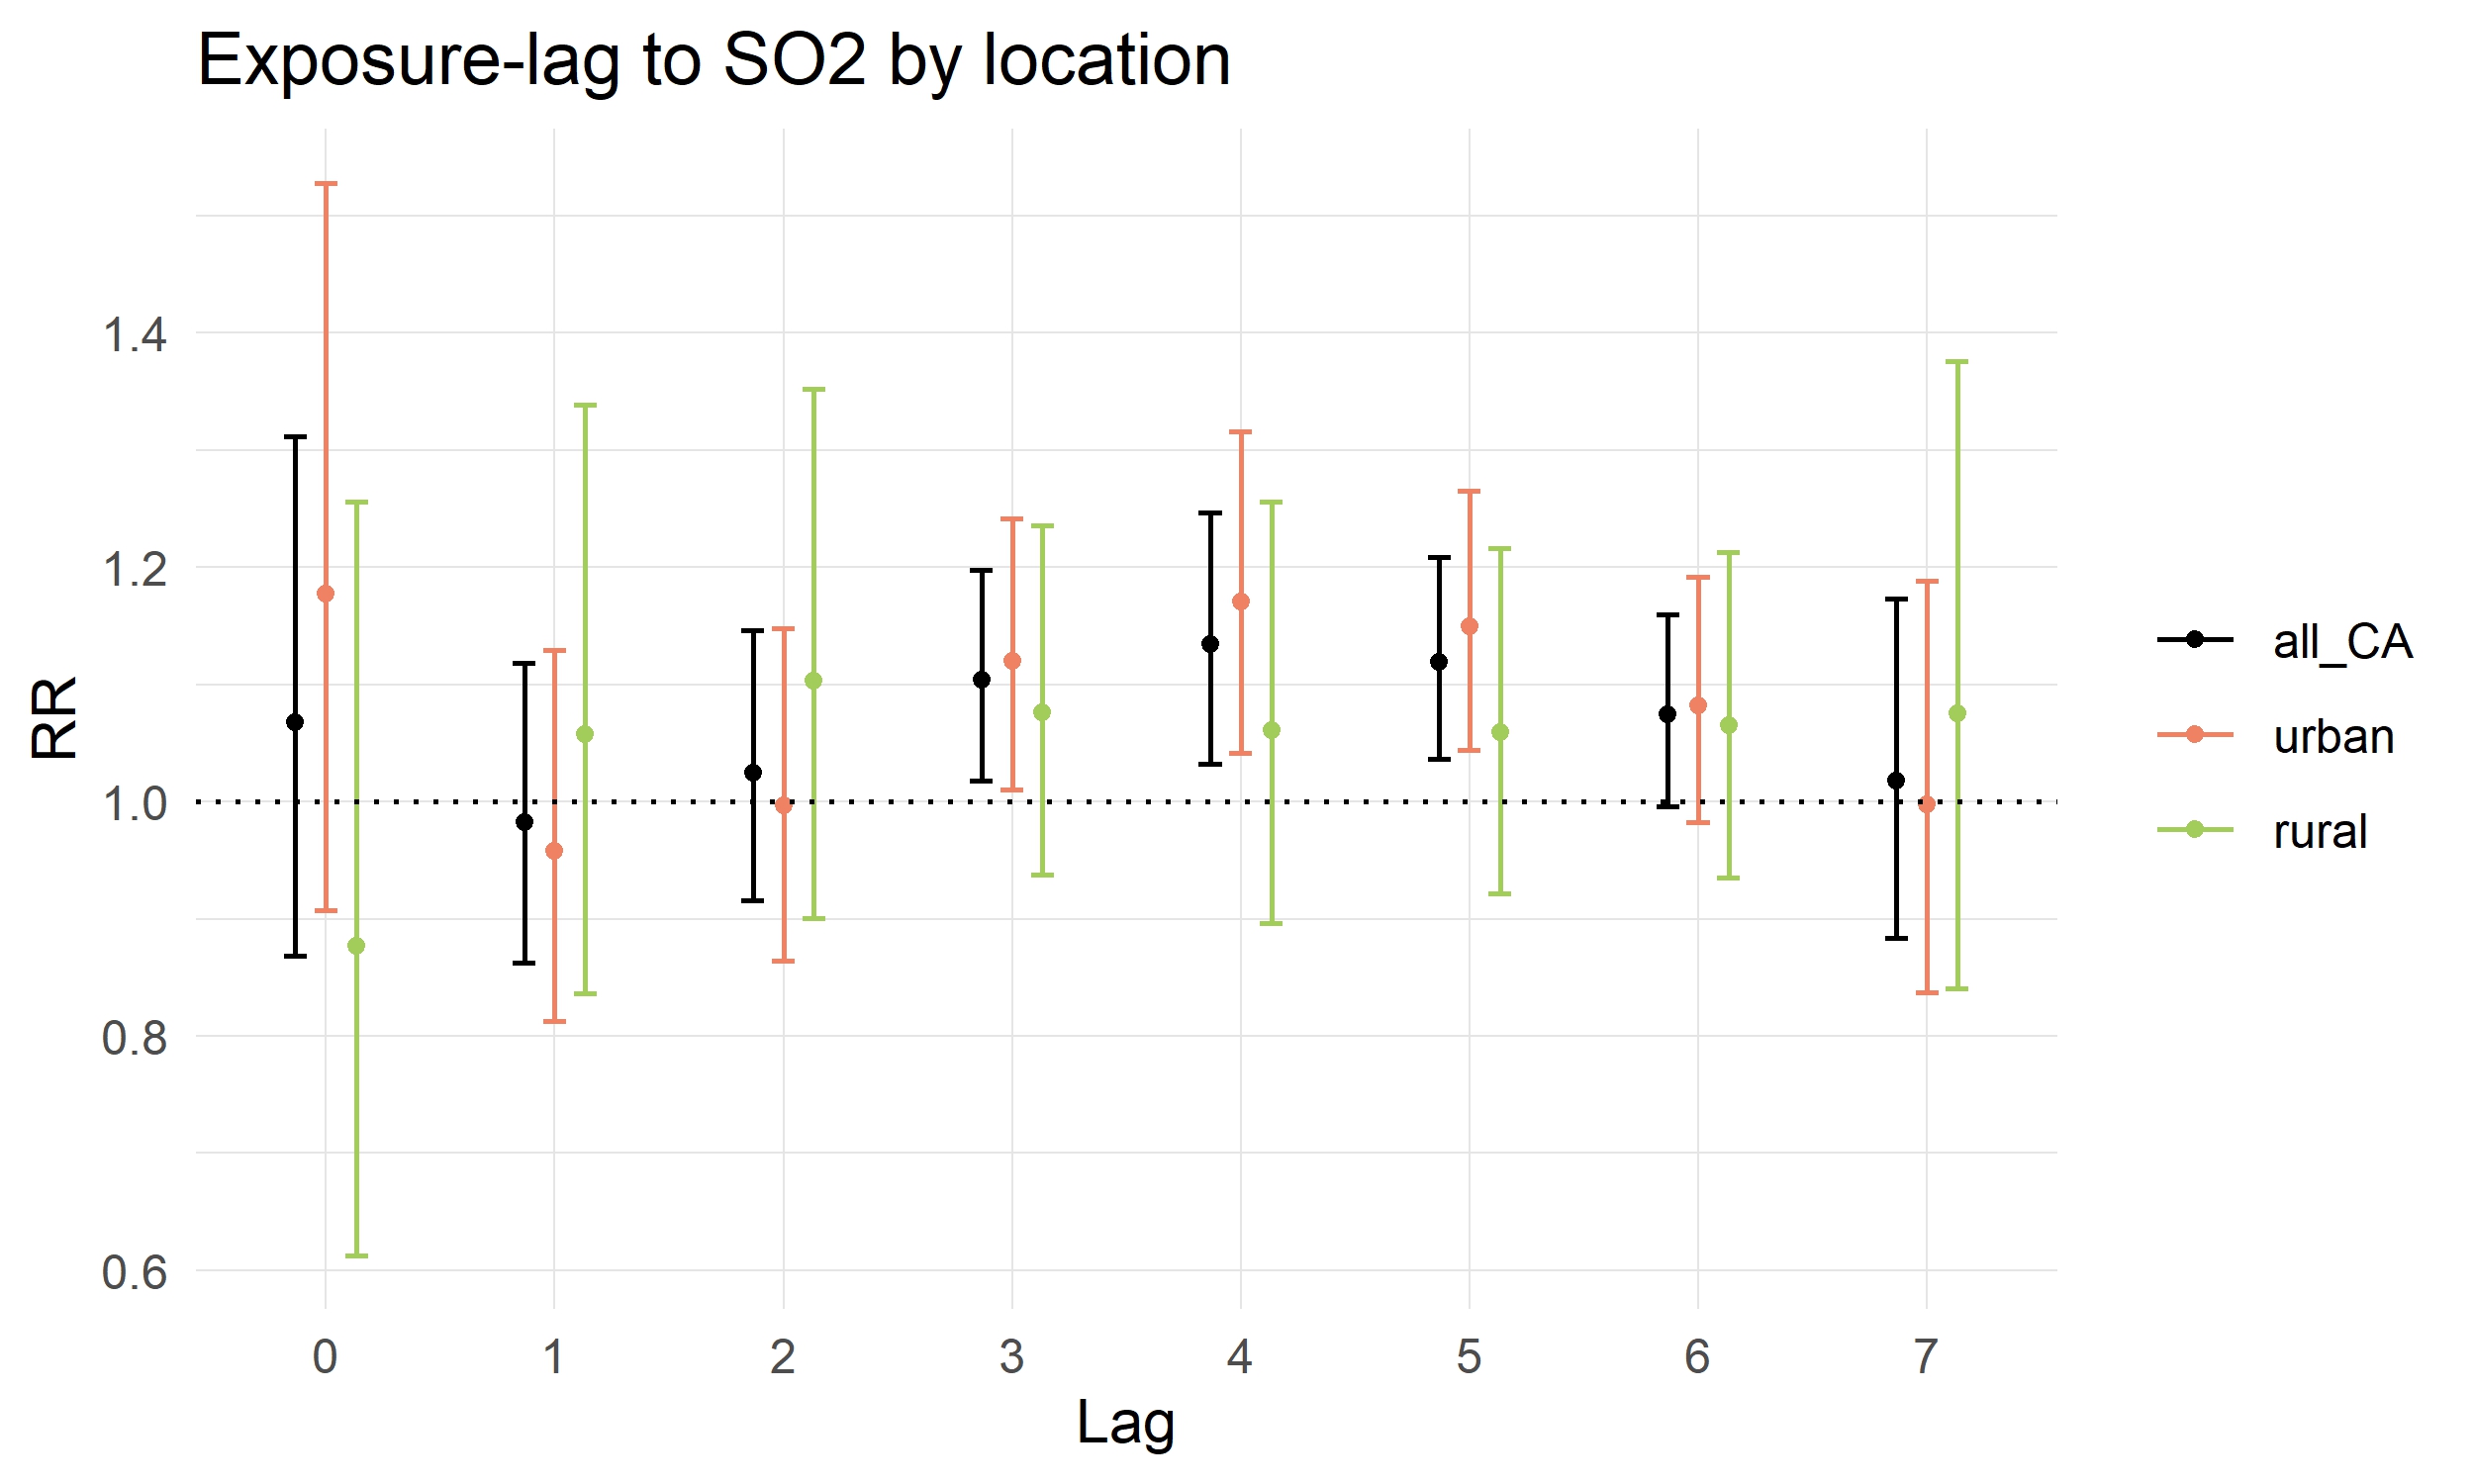 Exposure-lag to SO2 by location
RR
1.4
1.2
1.0
0.8
0.6
0 1 2 3 4 5 6 7
Lag
all_CA
urban
rural